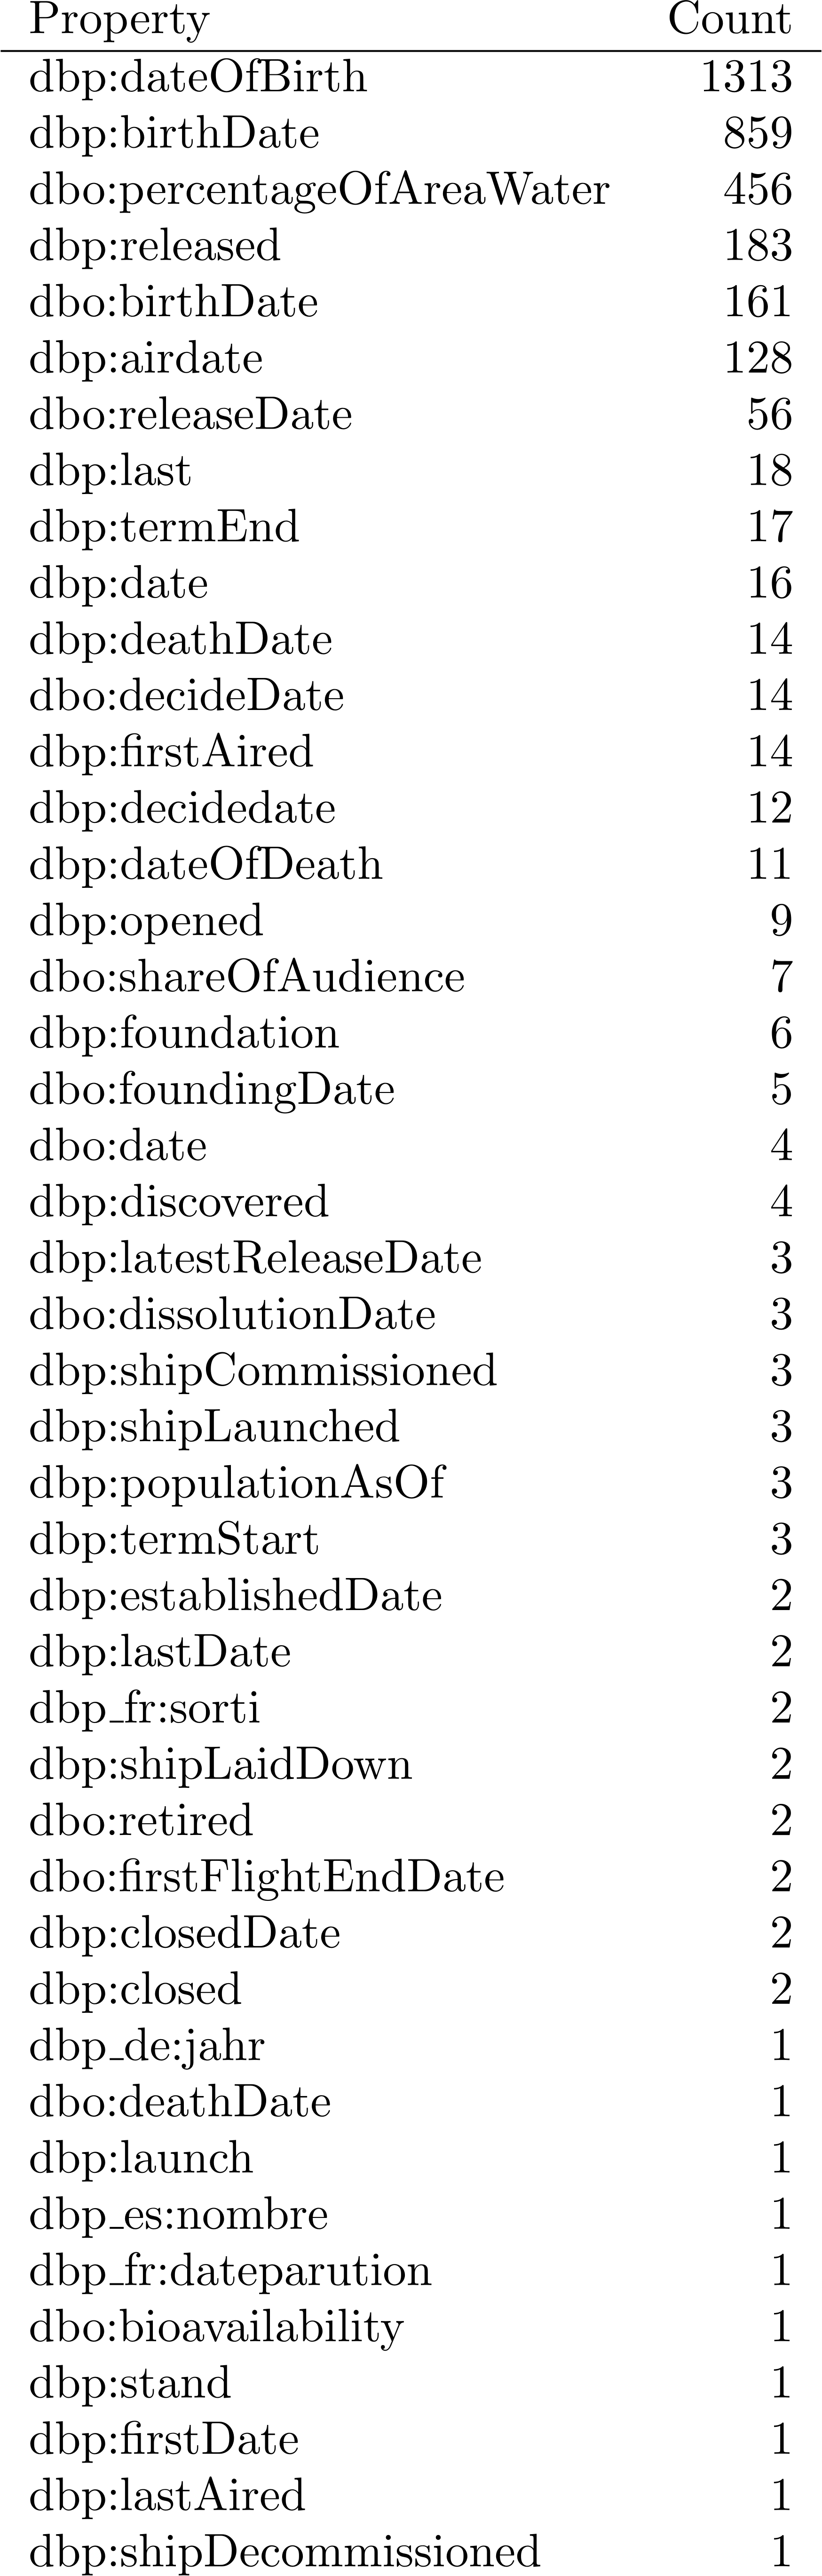 Property Count
dbp:dateOfBirth 1313
dbp:birthDate 859
dbo:percentageOfAreaWater 456
dbp:released 183
dbo:birthDate 161
dbp:airdate 128
dbo:releaseDate 56
dbp:last 18
dbp:termEnd 17
dbp:date 16
dbp:deathDate 14
dbo:decideDate 14
dbp:firstAired 14
dbp:decidedate 12
dbp:dateOfDeath 11
dbp:opened 9
dbo:shareOfAudience 7
dbp:foundation 6
dbo:foundingDate 5
dbo:date 4
dbp:discovered 4
dbp:latestReleaseDate 3
dbo:dissolutionDate 3
dbp:shipCommissioned 3
dbp:shipLaunched 3
dbp:populationAsOf 3
dbp:termStart 3
dbp:establishedDate 2
dbp:lastDate 2
dbp_fr:sorti 2
dbp:shipLaidDown 2
dbo:retired 2
dbo:firstFlightEndDate 2
dbp:closedDate 2
dbp:closed 2
dbp_de:jahr 1
dbo:deathDate 1
dbp:launch 1
dbp_es:nombre 1
dbp_fr:dateparution 1
dbo:bioavailability 1
dbp:stand 1
dbp:firstDate 1
dbp:lastAired 1
dbp:shipDecommissioned 1